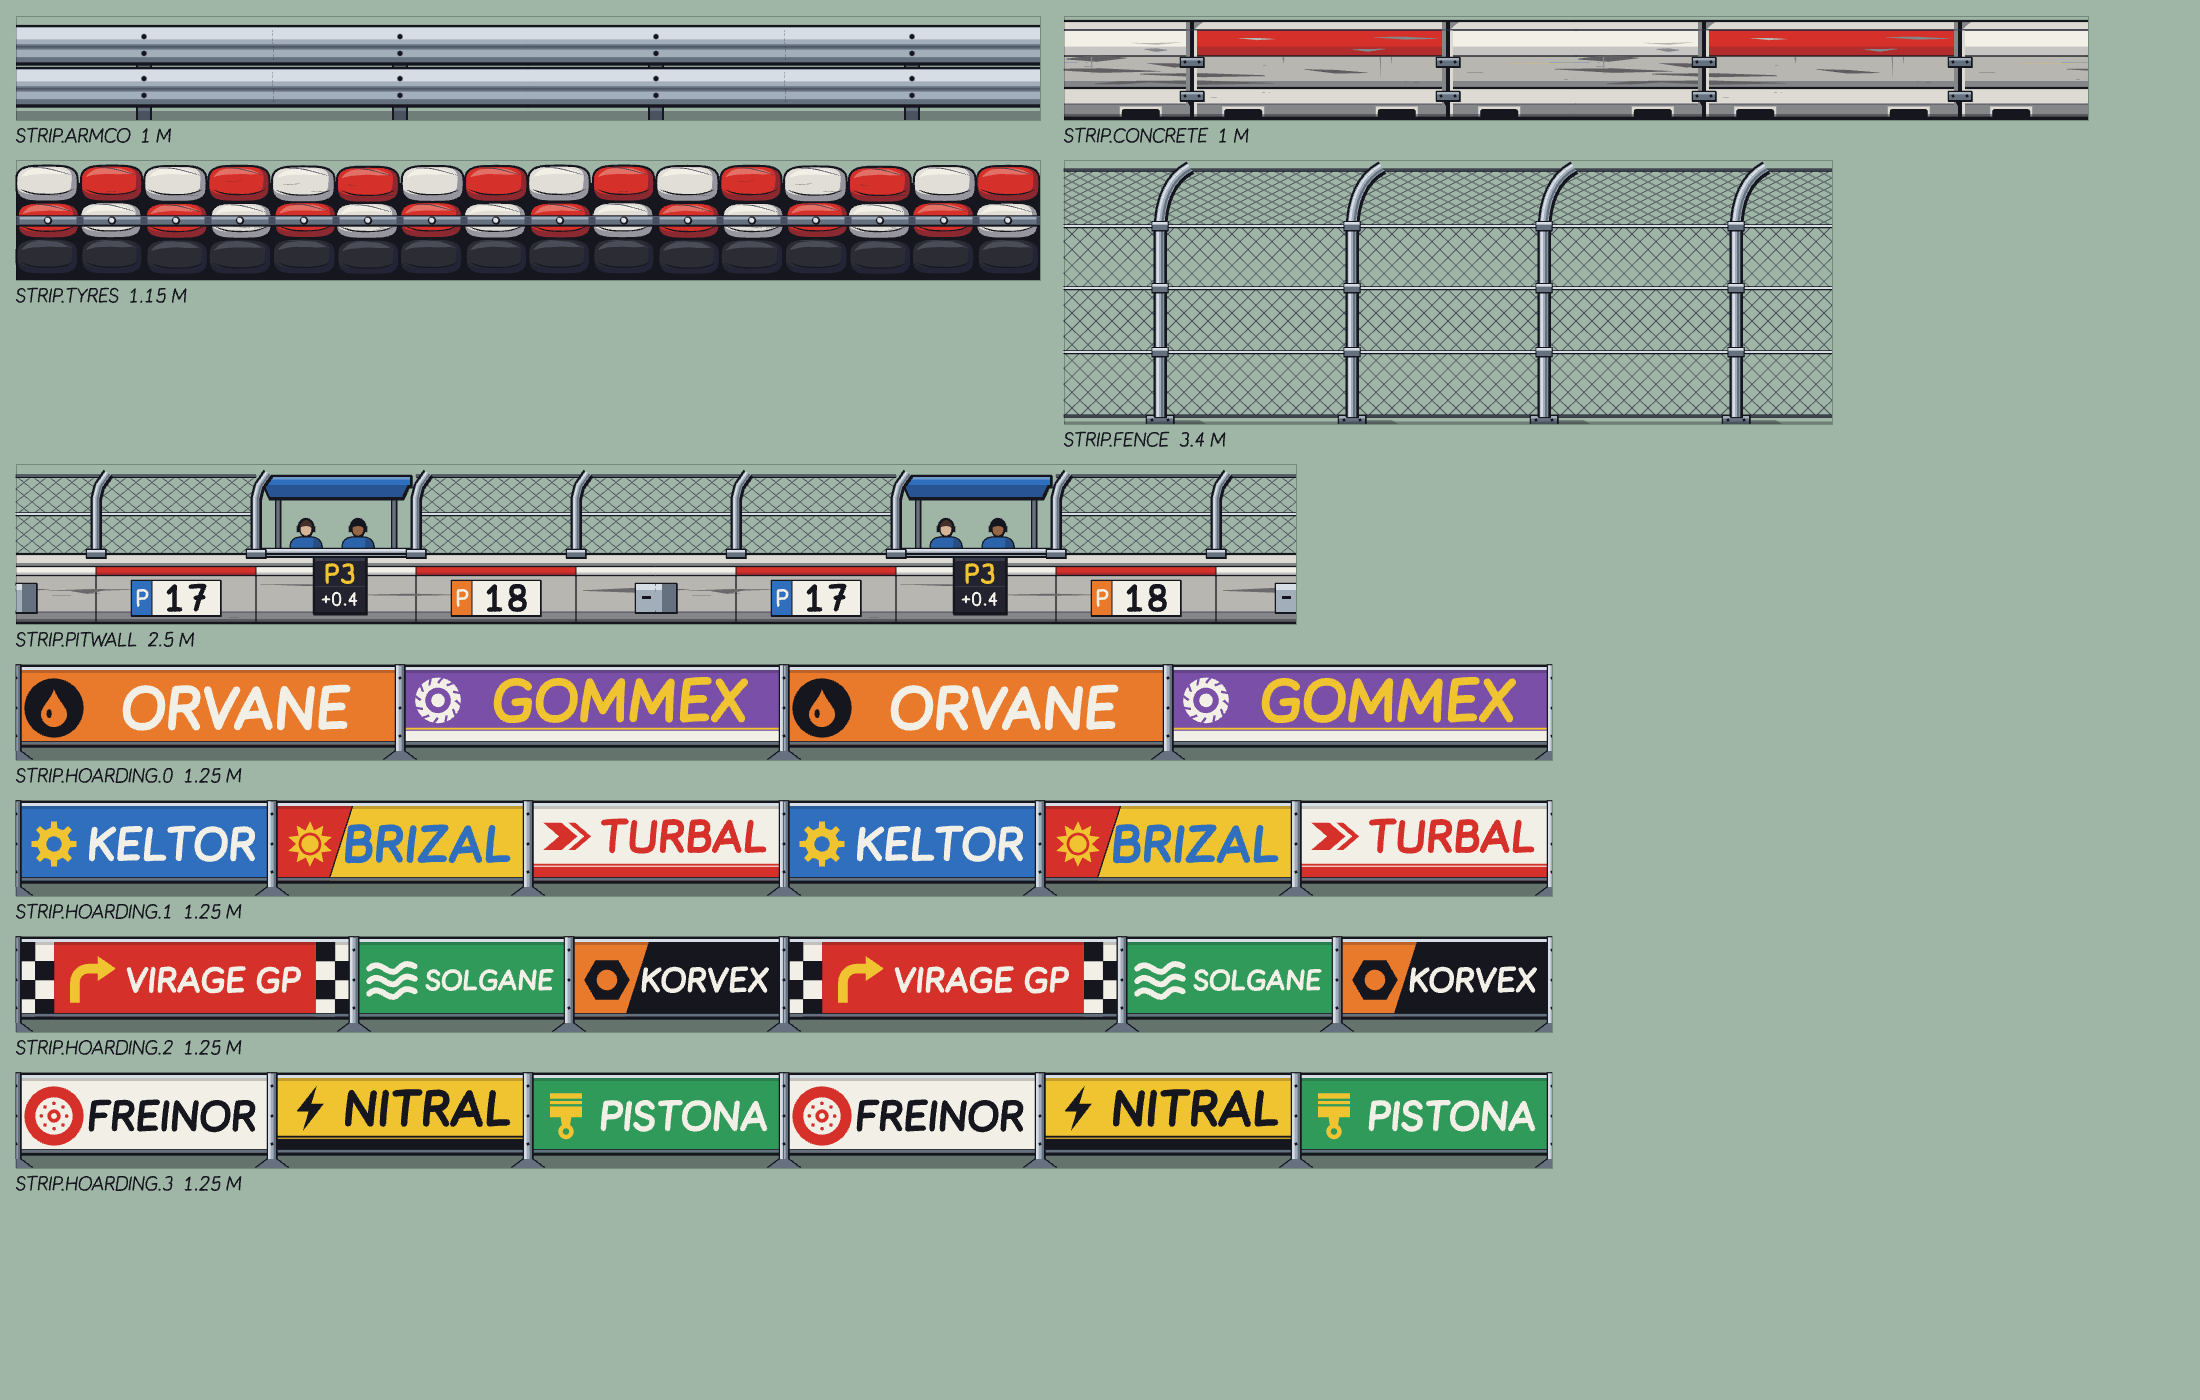 STRIP.ARMCO 1 M
STRIP.CONCRETE 1 M
STRIP.TYRES 1.15 M
STRIP.FENCE 3.4 M
P 17
P3
+0.4
P 18
P 17
P3
+0.4
P 18
STRIP.PITWALL 2.5 M
ORVANE GOMMEX ORVANE GOMMEX
STRIP.HOARDING.0 1.25 M
KELTOR BRIZAL TURBAL KELTOR BRIZAL TURBAL
STRIP.HOARDING.1 1.25 M
VIRAGE GP SOLGANE KORVEX VIRAGE GP SOLGANE KORVEX
STRIP.HOARDING.2 1.25 M
FREINOR NITRAL PISTONA FREINOR NITRAL PISTONA
STRIP.HOARDING.3 1.25 M